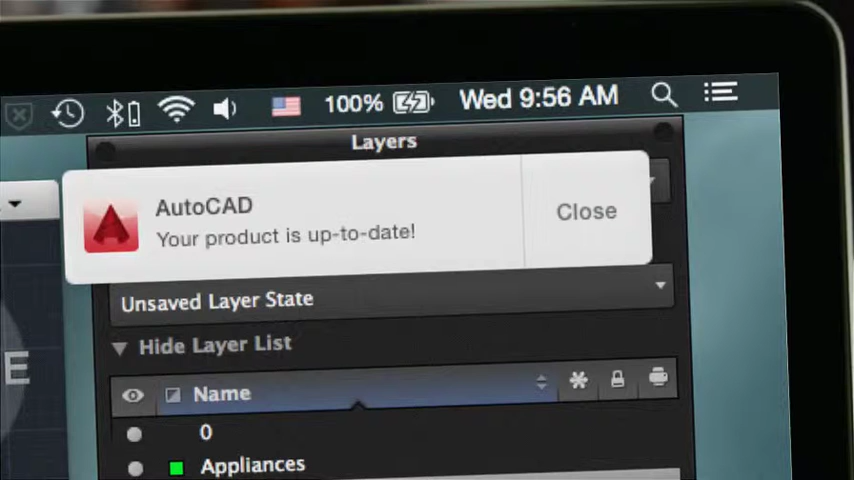 100% Wed 9:56 AM
Layers
AutoCAD
Your product is up-to-date!
Close
Unsaved Layer State
Hide Layer List
Name
0
E
Appliances